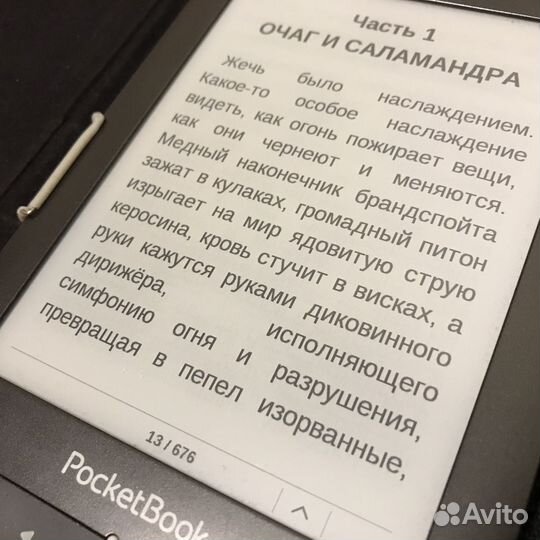 Часть 1
ОЧАГ И САЛАМАНДРА
Жечь было наслаждением.
Какое-то особое наслаждение
видеть, как огонь пожирает вещи,
как они чернеют и меняются.
Медный наконечник брандспойта
зажат в кулаках, громадный питон
изрыгает на мир ядовитую струю
керосина, кровь стучит в висках, а
руки кажутся руками диковинного
дирижёра, исполняющего
симфонию огня и разрушения,
превращая в пепел изорванные,
13 / 676
PocketBook
Avito